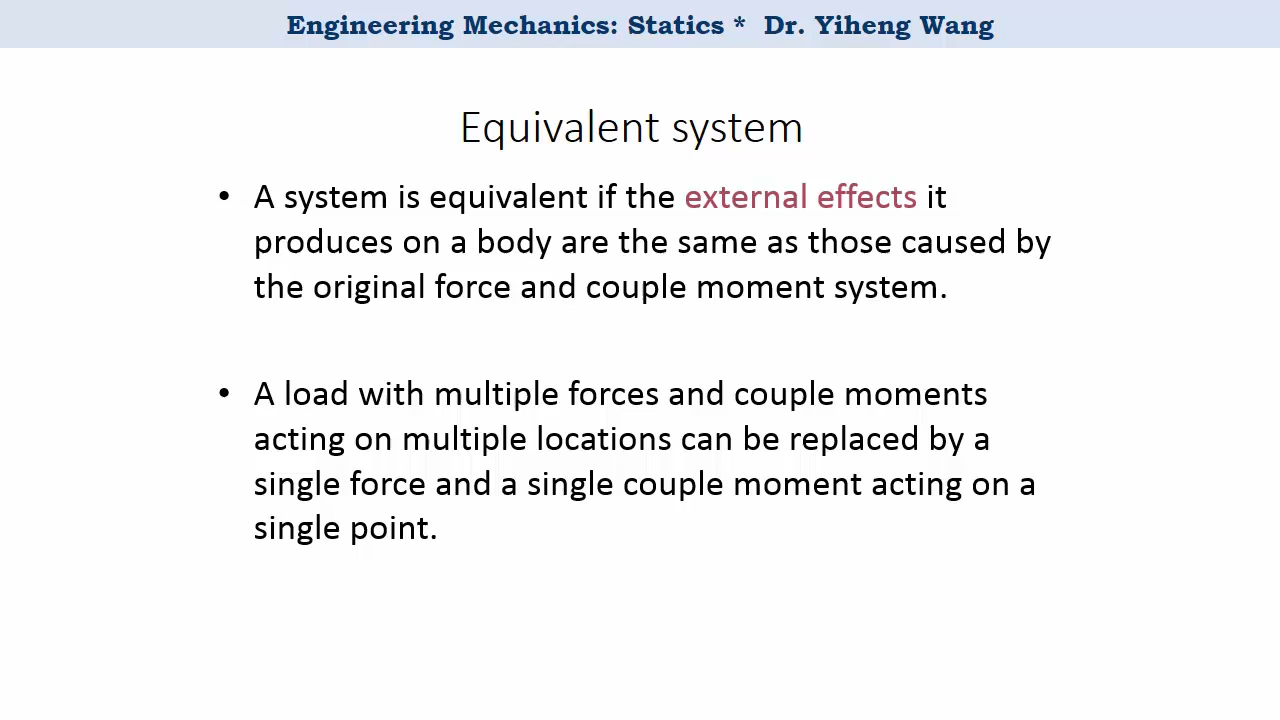 Engineering Mechanics: Statics * Dr. Yiheng Wang
Equivalent system
• A system is equivalent if the external effects it
produces on a body are the same as those caused by
the original force and couple moment system.
• A load with multiple forces and couple moments
acting on multiple locations can be replaced by a
single force and a single couple moment acting on a
single point.